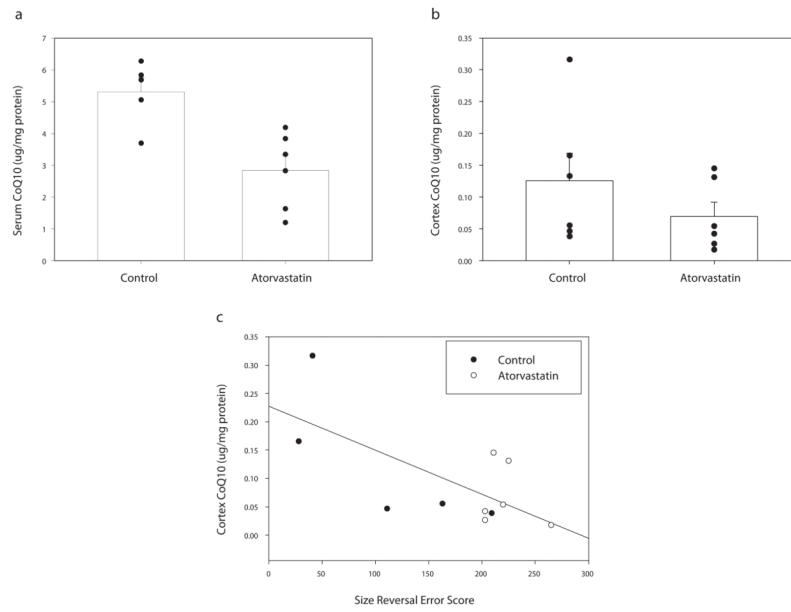 a
Serum CoQ10 (ug/mg protein)
7
6
5
4
3
2
1
0
Control
Atorvastatin
b
Cortex CoQ10 (ug/mg protein)
0.35
0.30
0.25
0.20
0.15
0.10
0.05
0.00
Control
Atorvastatin
c
Cortex CoQ10 (ug/mg protein)
0.35
0.30
0.25
0.20
0.15
0.10
0.05
0.00
Control
Atorvastatin
0 50 100 150 200 250 300
Size Reversal Error Score